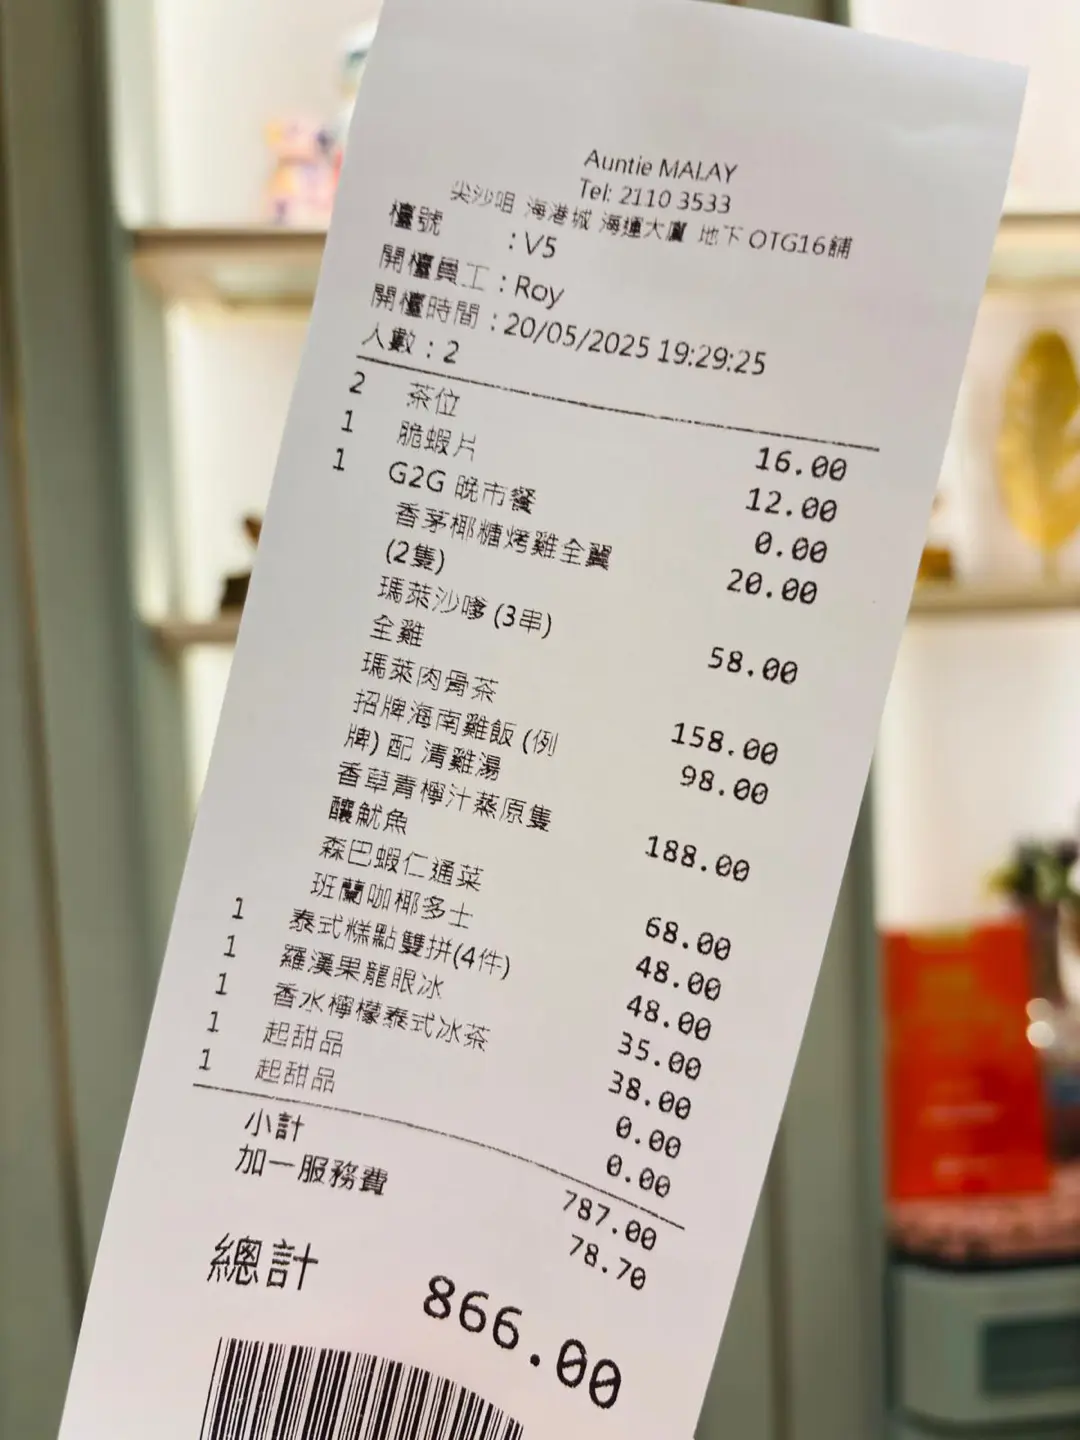 Auntie MALAY
Tel: 2110 3533
尖沙咀 海港城 海運大廈 地下 OTG16舖
檯號 : V5
開檯員工 : Roy
開檯時間 : 20/05/2025 19:29:25
人數 : 2
2 茶位 16.00
1 脆蝦片 12.00
1 G2G 晚市餐 0.00
香茅椰糖烤雞全翼 20.00
(2隻)
瑪萊沙嗲 (3串) 58.00
全雞
瑪萊肉骨茶 158.00
招牌海南雞飯 (例 98.00
牌) 配 清雞湯
香草青檸汁蒸原隻 188.00
釀魷魚
森巴蝦仁通菜 68.00
班蘭咖椰多士 48.00
1 泰式糕點雙拼(4件) 48.00
1 羅漢果龍眼冰 35.00
1 香水檸檬泰式冰茶 38.00
1 起甜品 0.00
1 起甜品 0.00
小計 787.00
加一服務費 78.70
總計 866.00